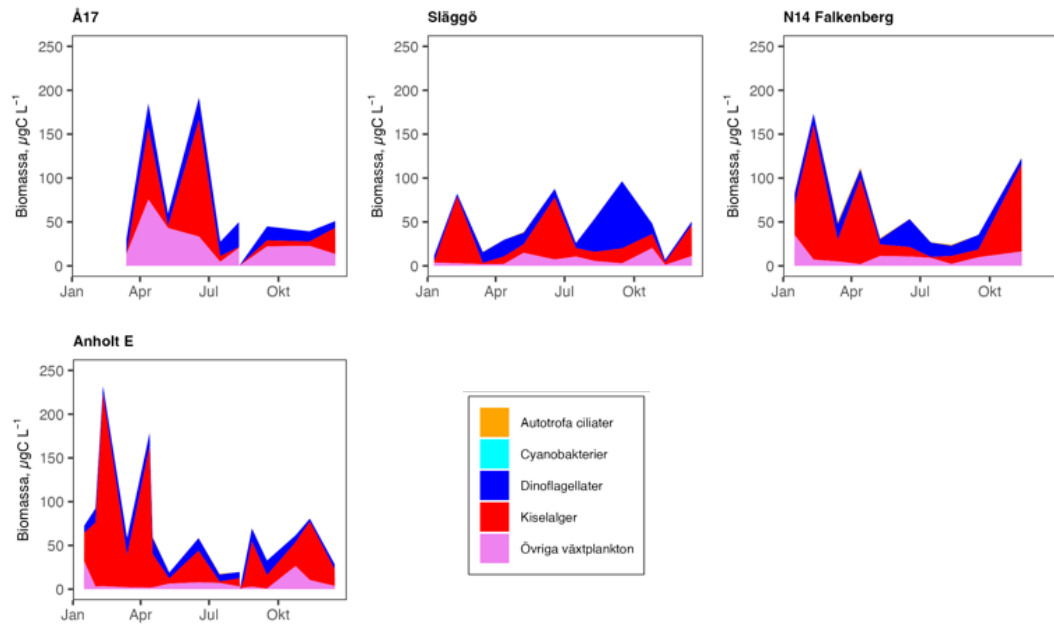 Å17
Biomassa, µgC L⁻¹
250
200
150
100
50
0
Jan Apr Jul Okt
Släggö
Biomassa, µgC L⁻¹
250
200
150
100
50
0
Jan Apr Jul Okt
N14 Falkenberg
Biomassa, µgC L⁻¹
250
200
150
100
50
0
Jan Apr Jul Okt
Anholt E
Biomassa, µgC L⁻¹
250
200
150
100
50
0
Jan Apr Jul Okt
Autotrofa ciliater
Cyanobakterier
Dinoflagellater
Kiselalger
Övriga växtplankton